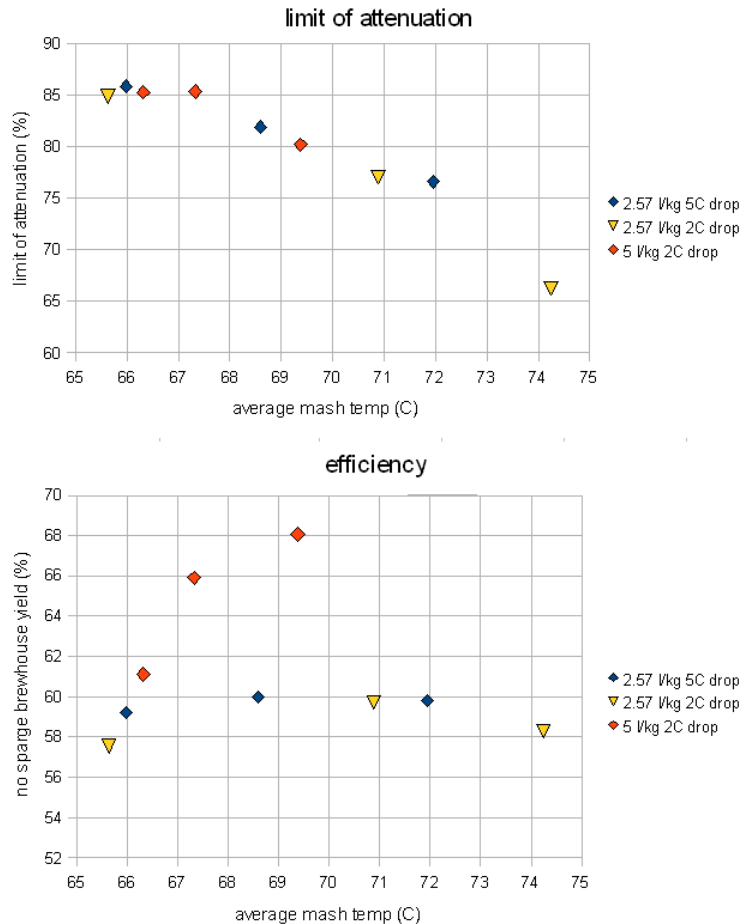 limit of attenuation
90
85
80
75
70
65
60
limit of attenuation (%)
65 66 67 68 69 70 71 72 73 74 75
average mash temp (C)
2.57 l/kg 5C drop
2.57 l/kg 2C drop
5 l/kg 2C drop
efficiency
70
68
66
64
62
60
58
56
54
52
no sparge brewhouse yield (%)
65 66 67 68 69 70 71 72 73 74 75
average mash temp (C)
2.57 l/kg 5C drop
2.57 l/kg 2C drop
5 l/kg 2C drop